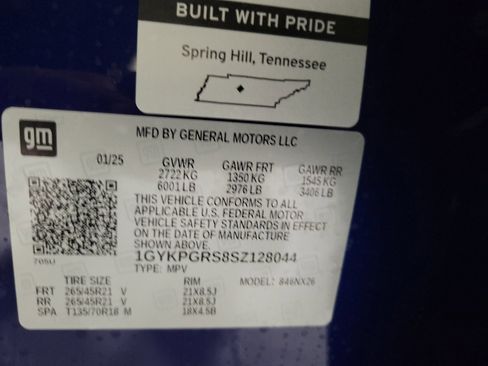 BUILT WITH PRIDE
Spring Hill, Tennessee
gm
MFD BY GENERAL MOTORS LLC
01/25 GVWR GAWR FRT GAWR RR
2722 KG 1350 KG 1545 KG
6001 LB 2976 LB 3406 LB
THIS VEHICLE CONFORMS TO ALL
APPLICABLE U.S. FEDERAL MOTOR
VEHICLE SAFETY STANDARDS IN EFFECT
ON THE DATE OF MANUFACTURE
SHOWN ABOVE.
705U
1GYKPGRS8SZ128044
TYPE: MPV
TIRE SIZE RIM MODEL: 846NX26
FRT 265/45R21 V 21X8.5J
RR 265/45R21 V 21X8.5J
SPA T135/70R18 M 18X4.5B